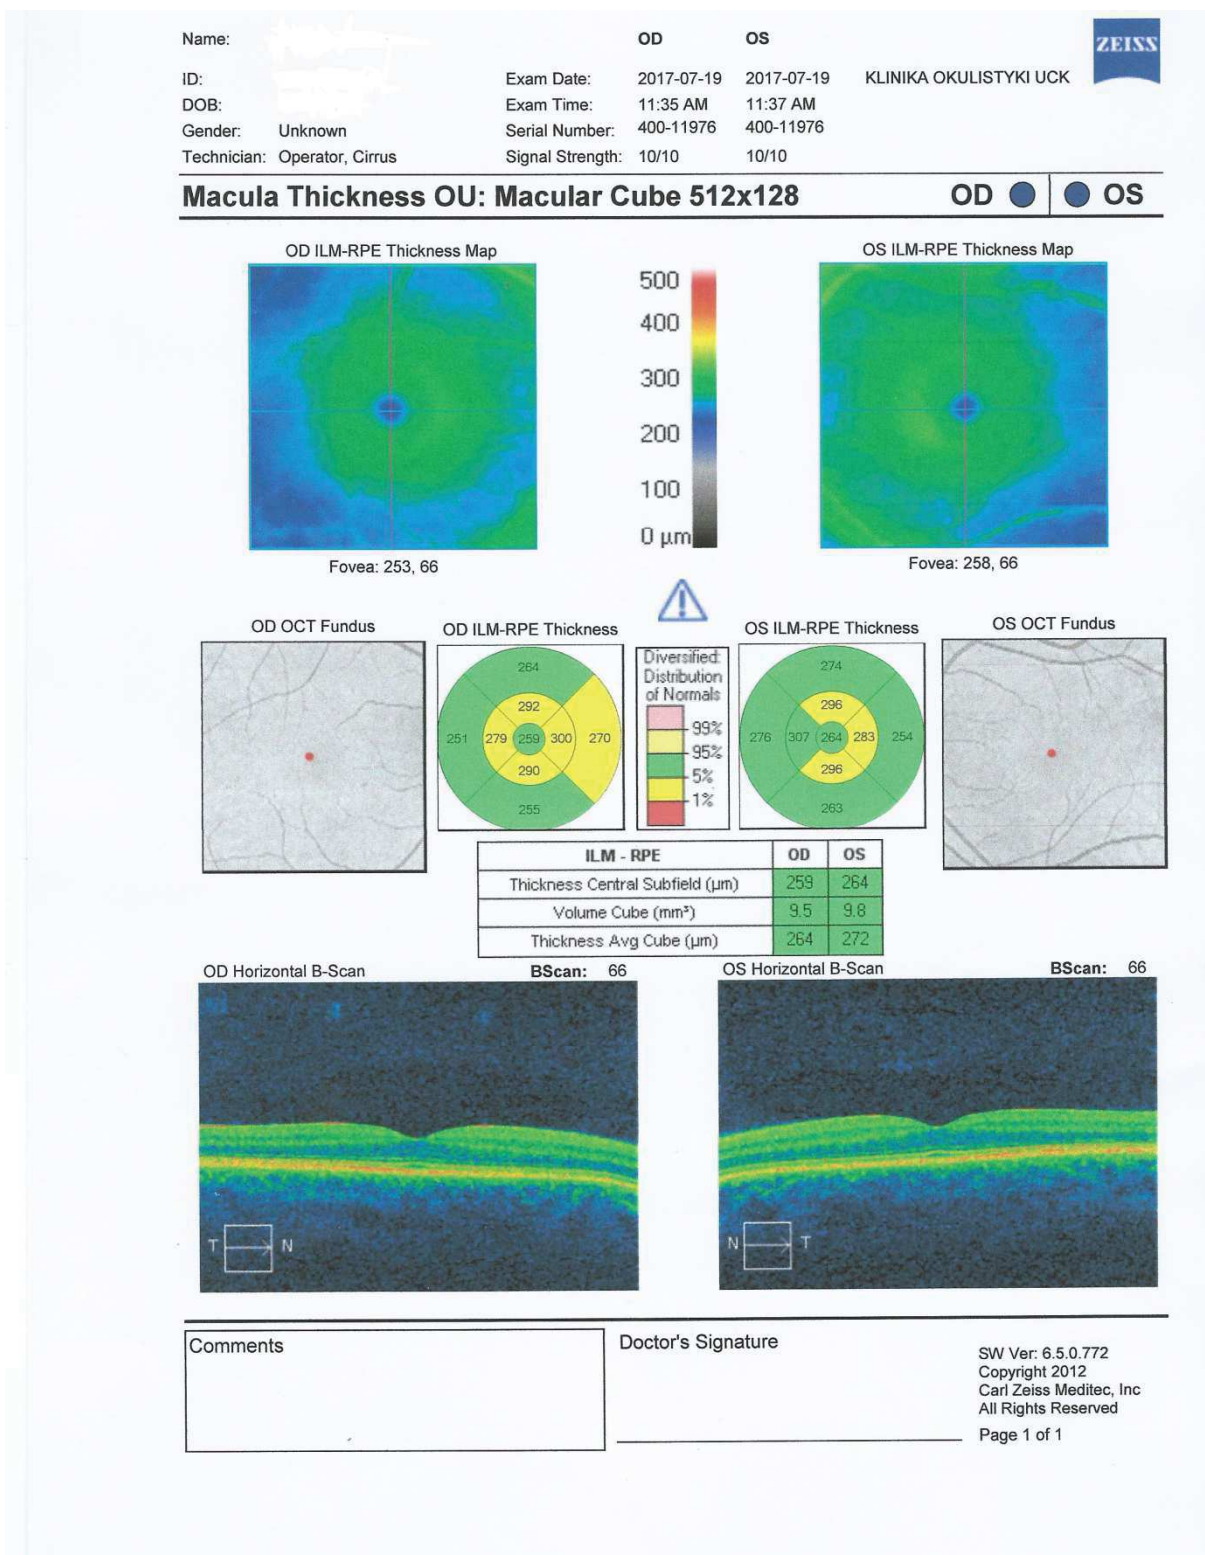 Name:
OD OS
ZEISS
ID:
Exam Date: 2017-07-19 2017-07-19 KLINIKA OKULISTYKI UCK
DOB:
Exam Time: 11:35 AM 11:37 AM
Gender: Unknown
Serial Number: 400-11976 400-11976
Technician: Operator, Cirrus
Signal Strength: 10/10 10/10
Macula Thickness OU: Macular Cube 512x128
OD OS
OD ILM-RPE Thickness Map
Fovea: 253, 66
500
400
300
200
100
0 µm
OS ILM-RPE Thickness Map
Fovea: 258, 66
OD OCT Fundus
OD ILM-RPE Thickness
264
292
251 279 259 300 270
290
255
Diversified
Distribution
of Normals
99%
95%
5%
1%
OS ILM-RPE Thickness
274
296
276 307 264 283 254
296
263
OS OCT Fundus
ILM - RPE OD OS
Thickness Central Subfield (µm) 259 264
Volume Cube (mm³) 9.5 9.8
Thickness Avg Cube (µm) 264 272
OD Horizontal B-Scan BScan: 66
T N
OS Horizontal B-Scan BScan: 66
N T
Comments
Doctor's Signature
SW Ver: 6.5.0.772
Copyright 2012
Carl Zeiss Meditec, Inc
All Rights Reserved
Page 1 of 1